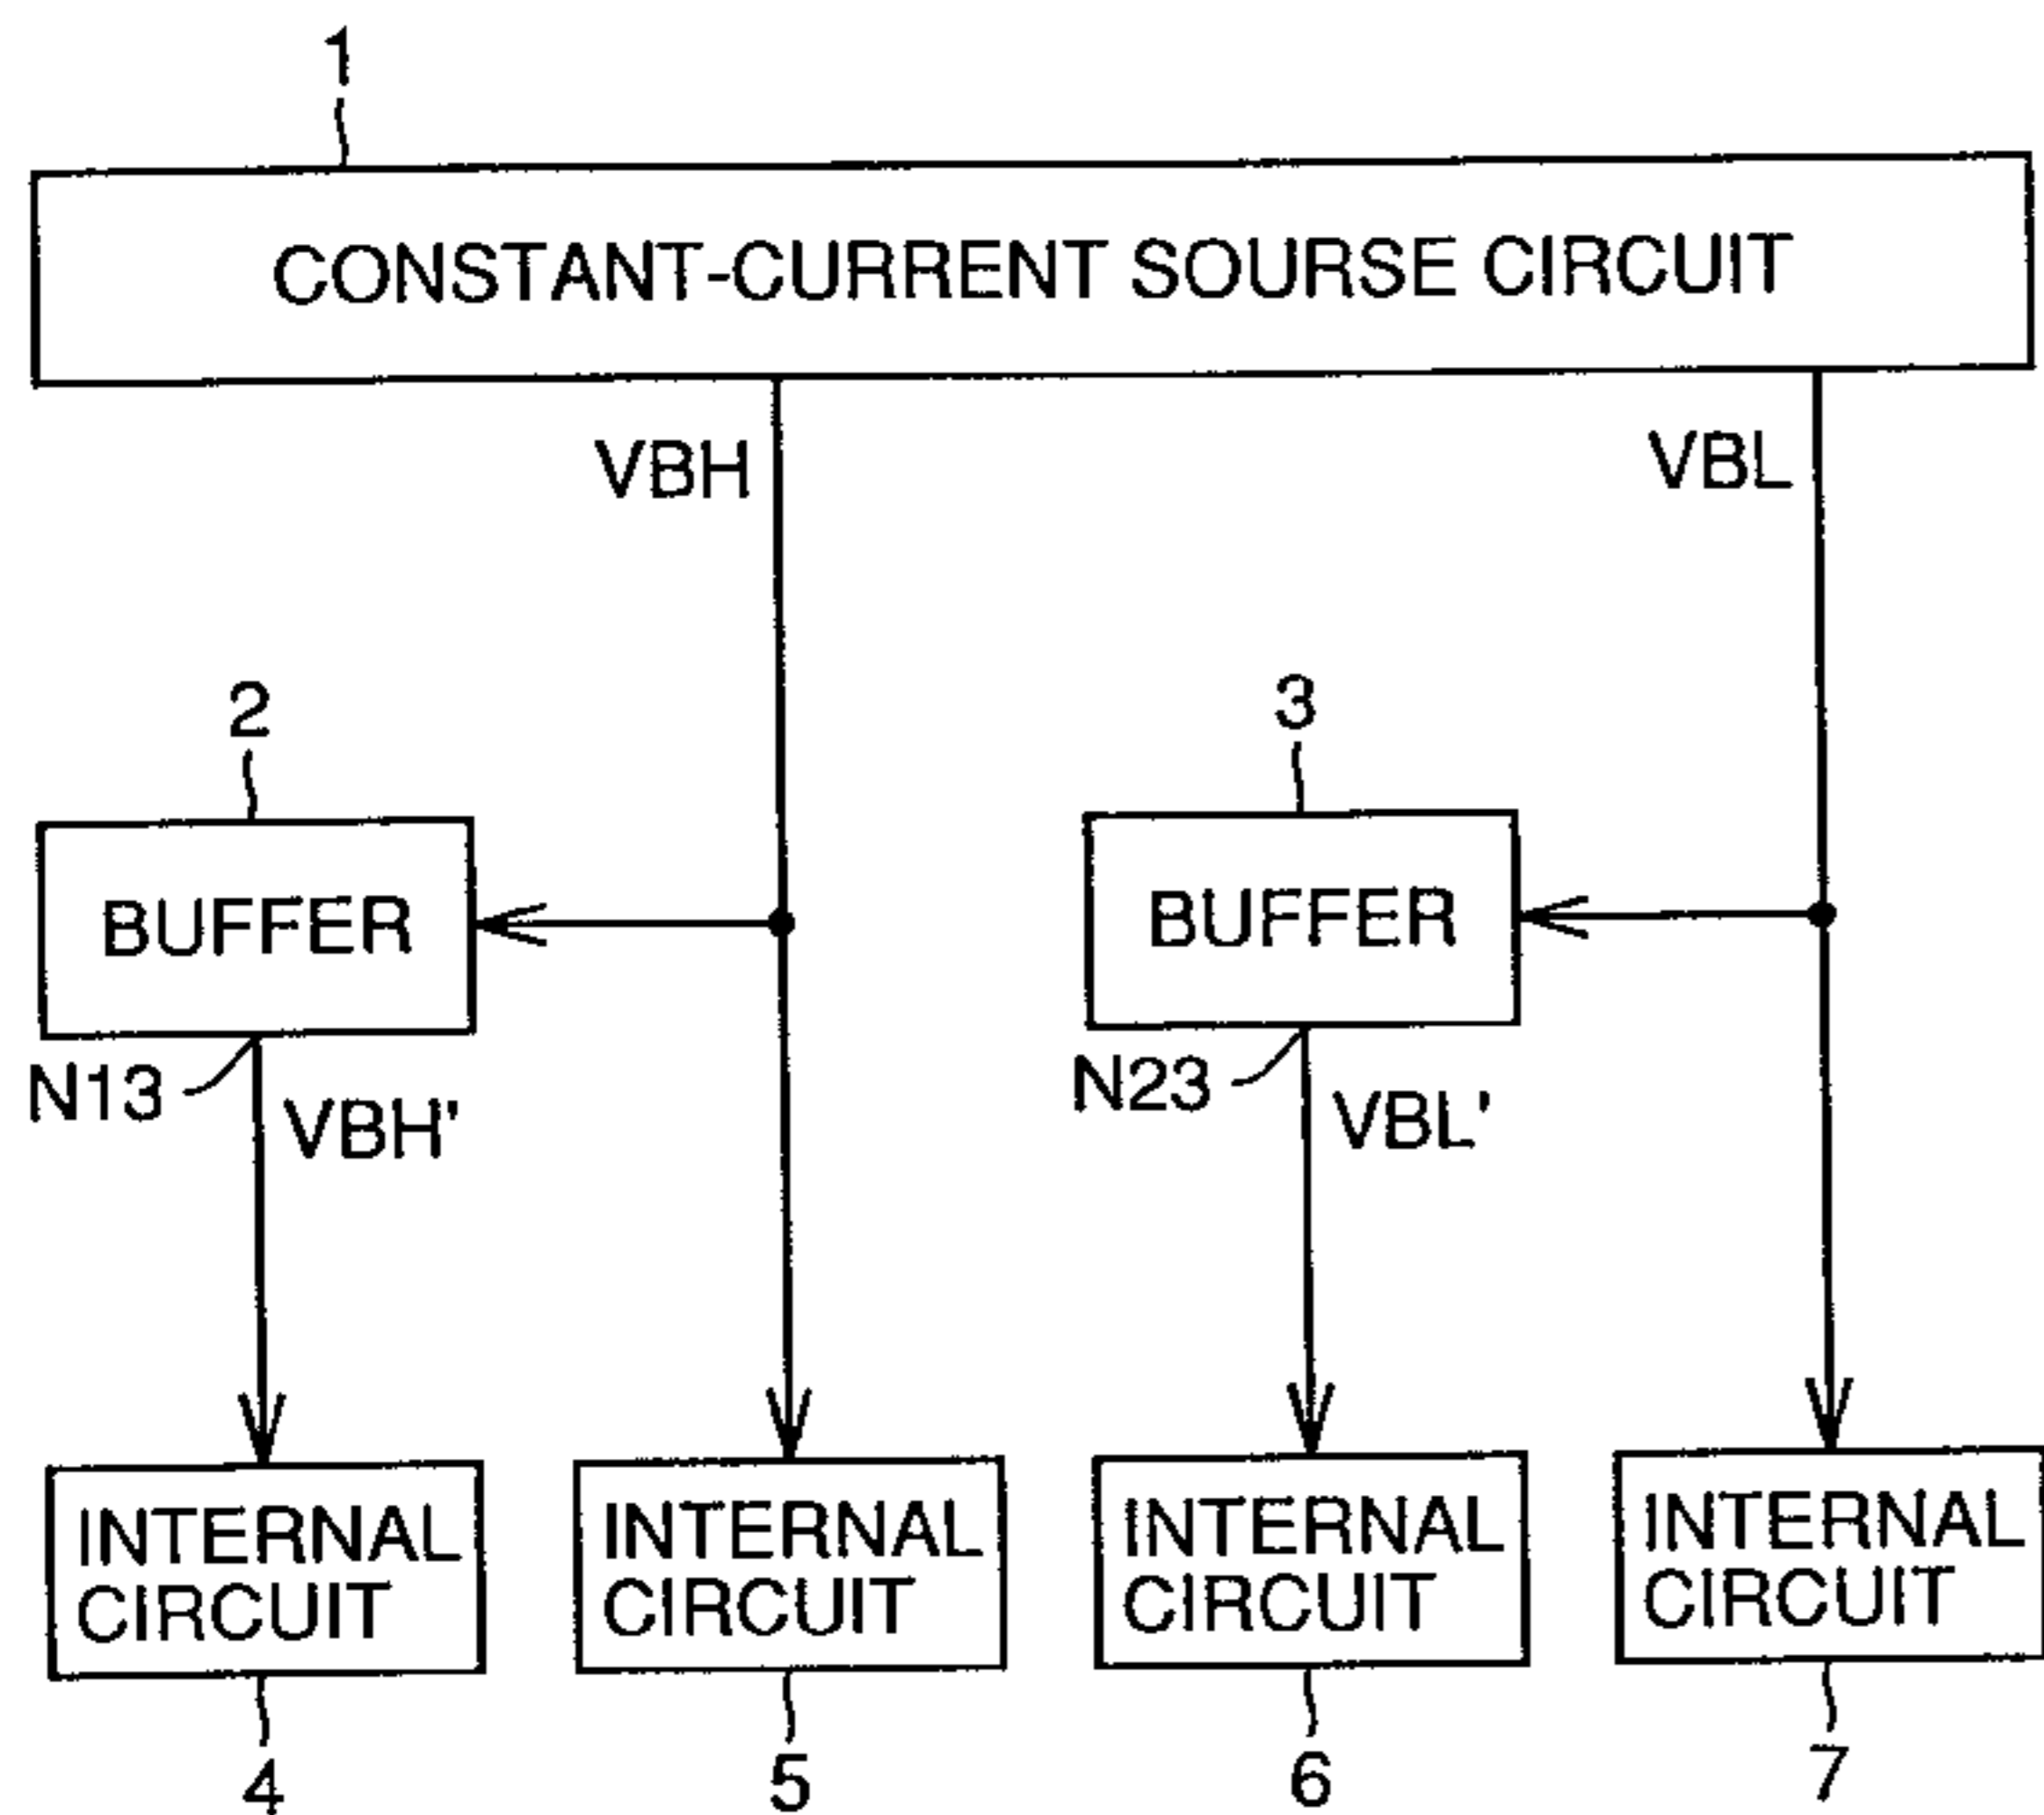 1
CONSTANT-CURRENT SOURSE CIRCUIT
VBH
VBL
2
3
BUFFER
BUFFER
N13
VBH'
N23
VBL'
INTERNAL
CIRCUIT
INTERNAL
CIRCUIT
INTERNAL
CIRCUIT
INTERNAL
CIRCUIT
4
5
6
7